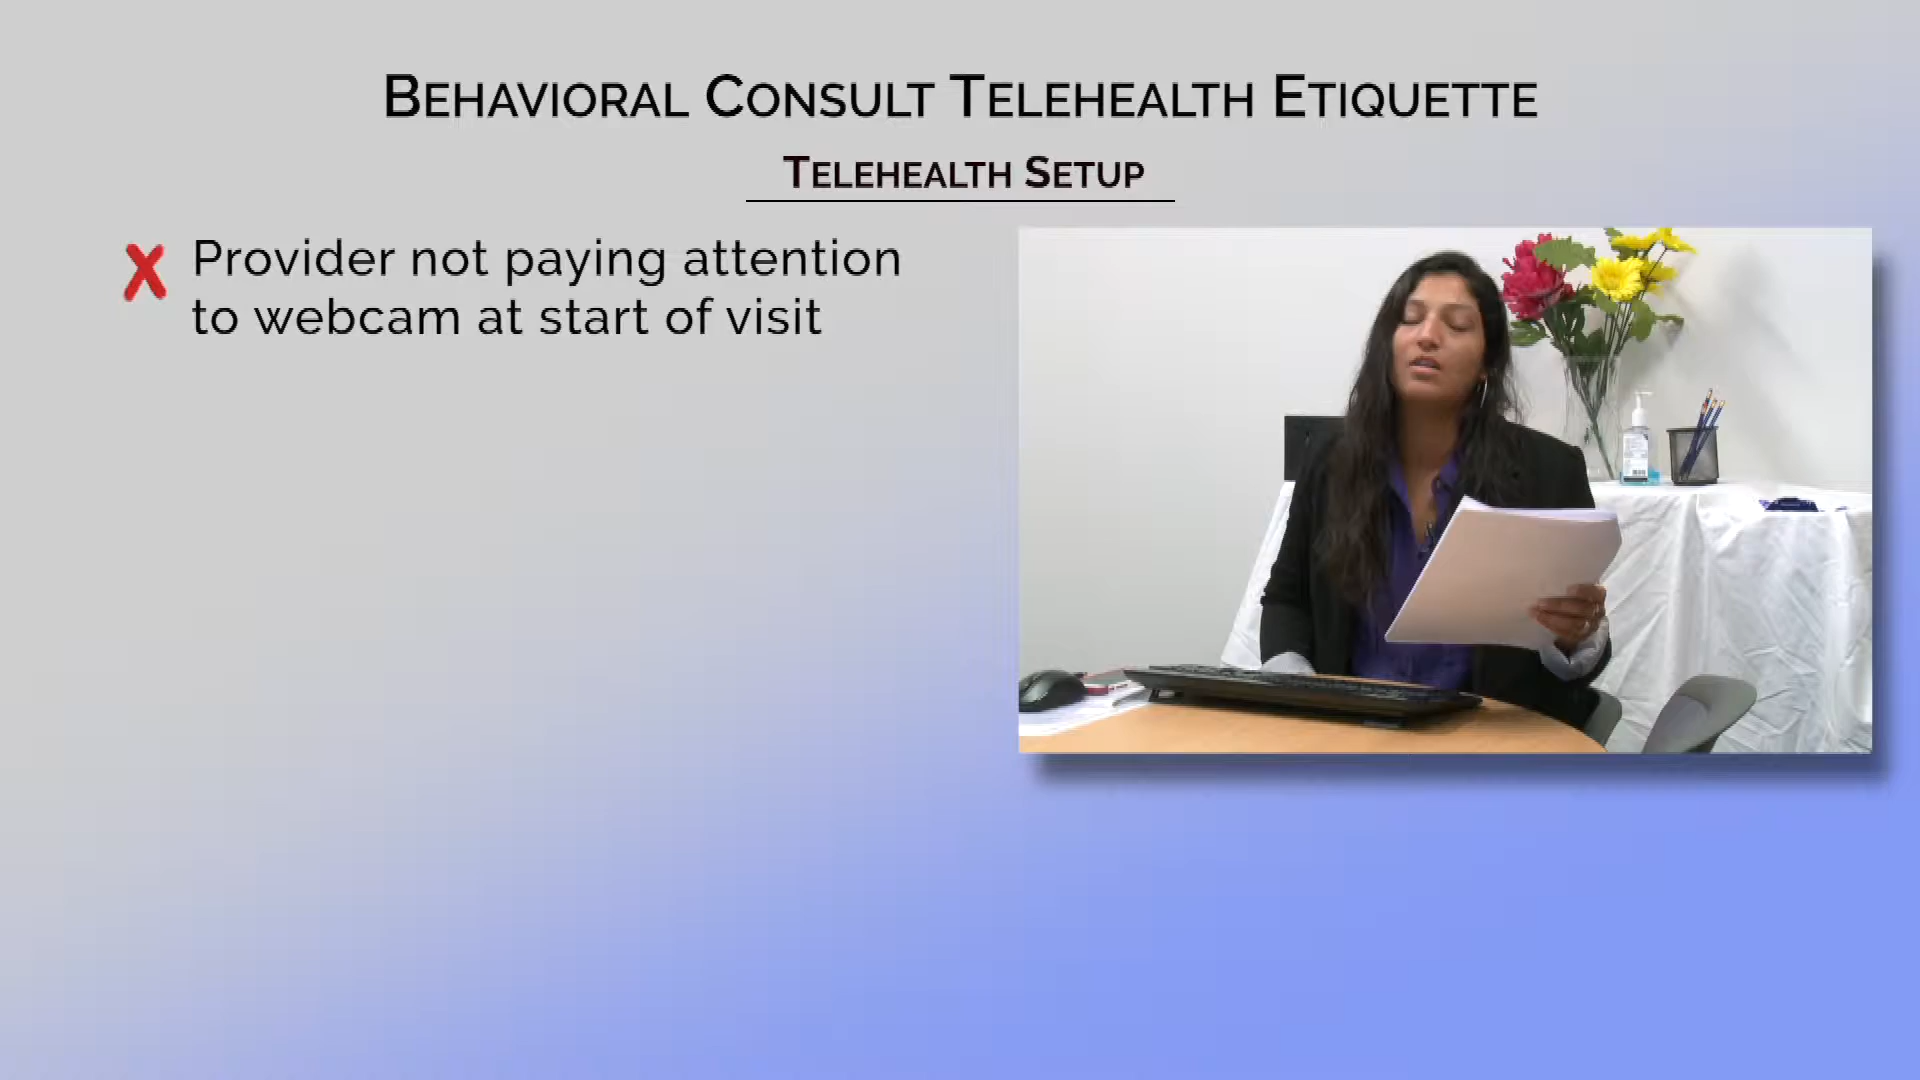 BEHAVIORAL CONSULT TELEHEALTH ETIQUETTE
TELEHEALTH SETUP
✗ Provider not paying attention
to webcam at start of visit